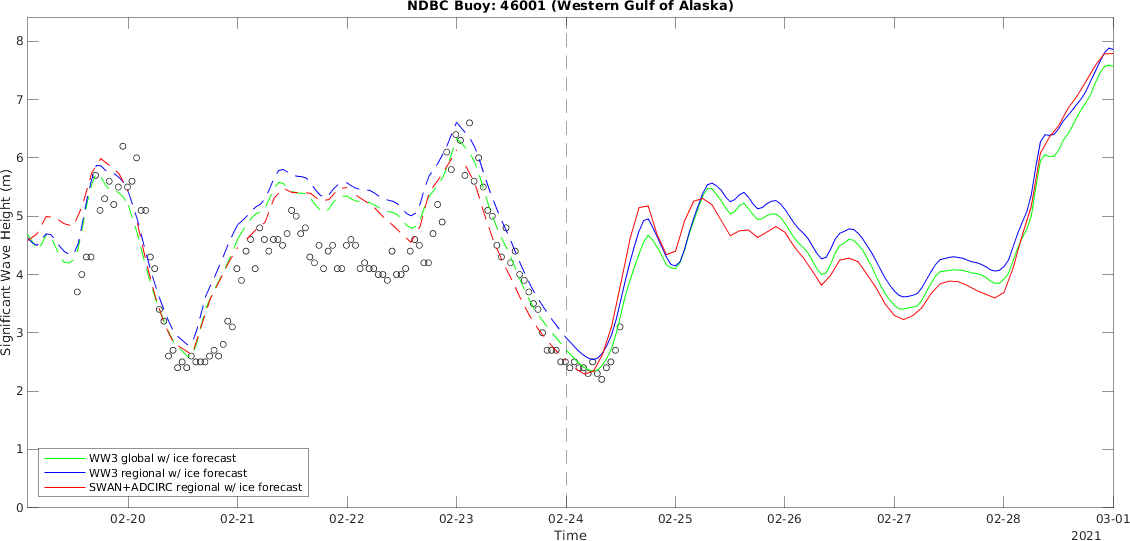 NDBC Buoy: 46001 (Western Gulf of Alaska)
8
7
6
5
4
3
2
1
0
Significant Wave Height (m)
WW3 global w/ ice forecast
WW3 regional w/ ice forecast
SWAN+ADCIRC regional w/ ice forecast
02-20 02-21 02-22 02-23 02-24 02-25 02-26 02-27 02-28 03-01
Time
2021